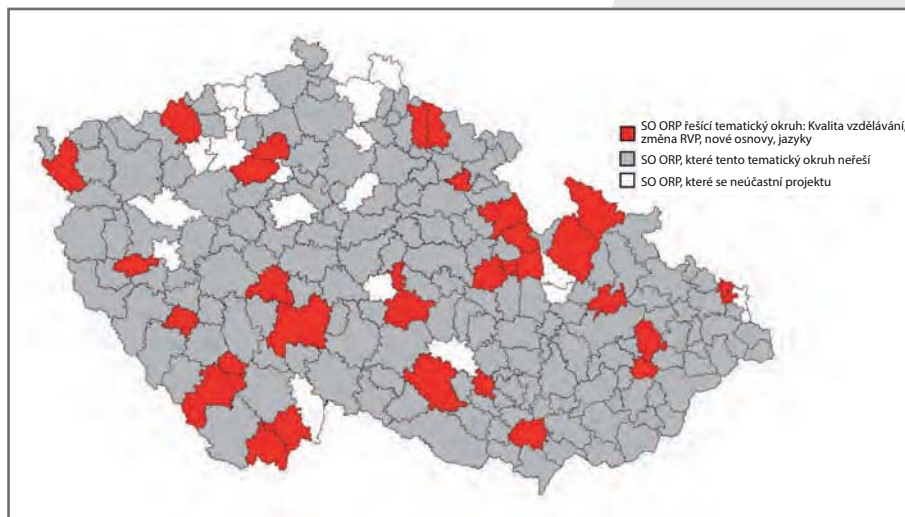 SO ORP řešící tematický okruh: Kvalita vzdělávání,
změna RVP, nové osnovy, jazyky
SO ORP, které tento tematický okruh neřeší
SO ORP, které se neúčastní projektu